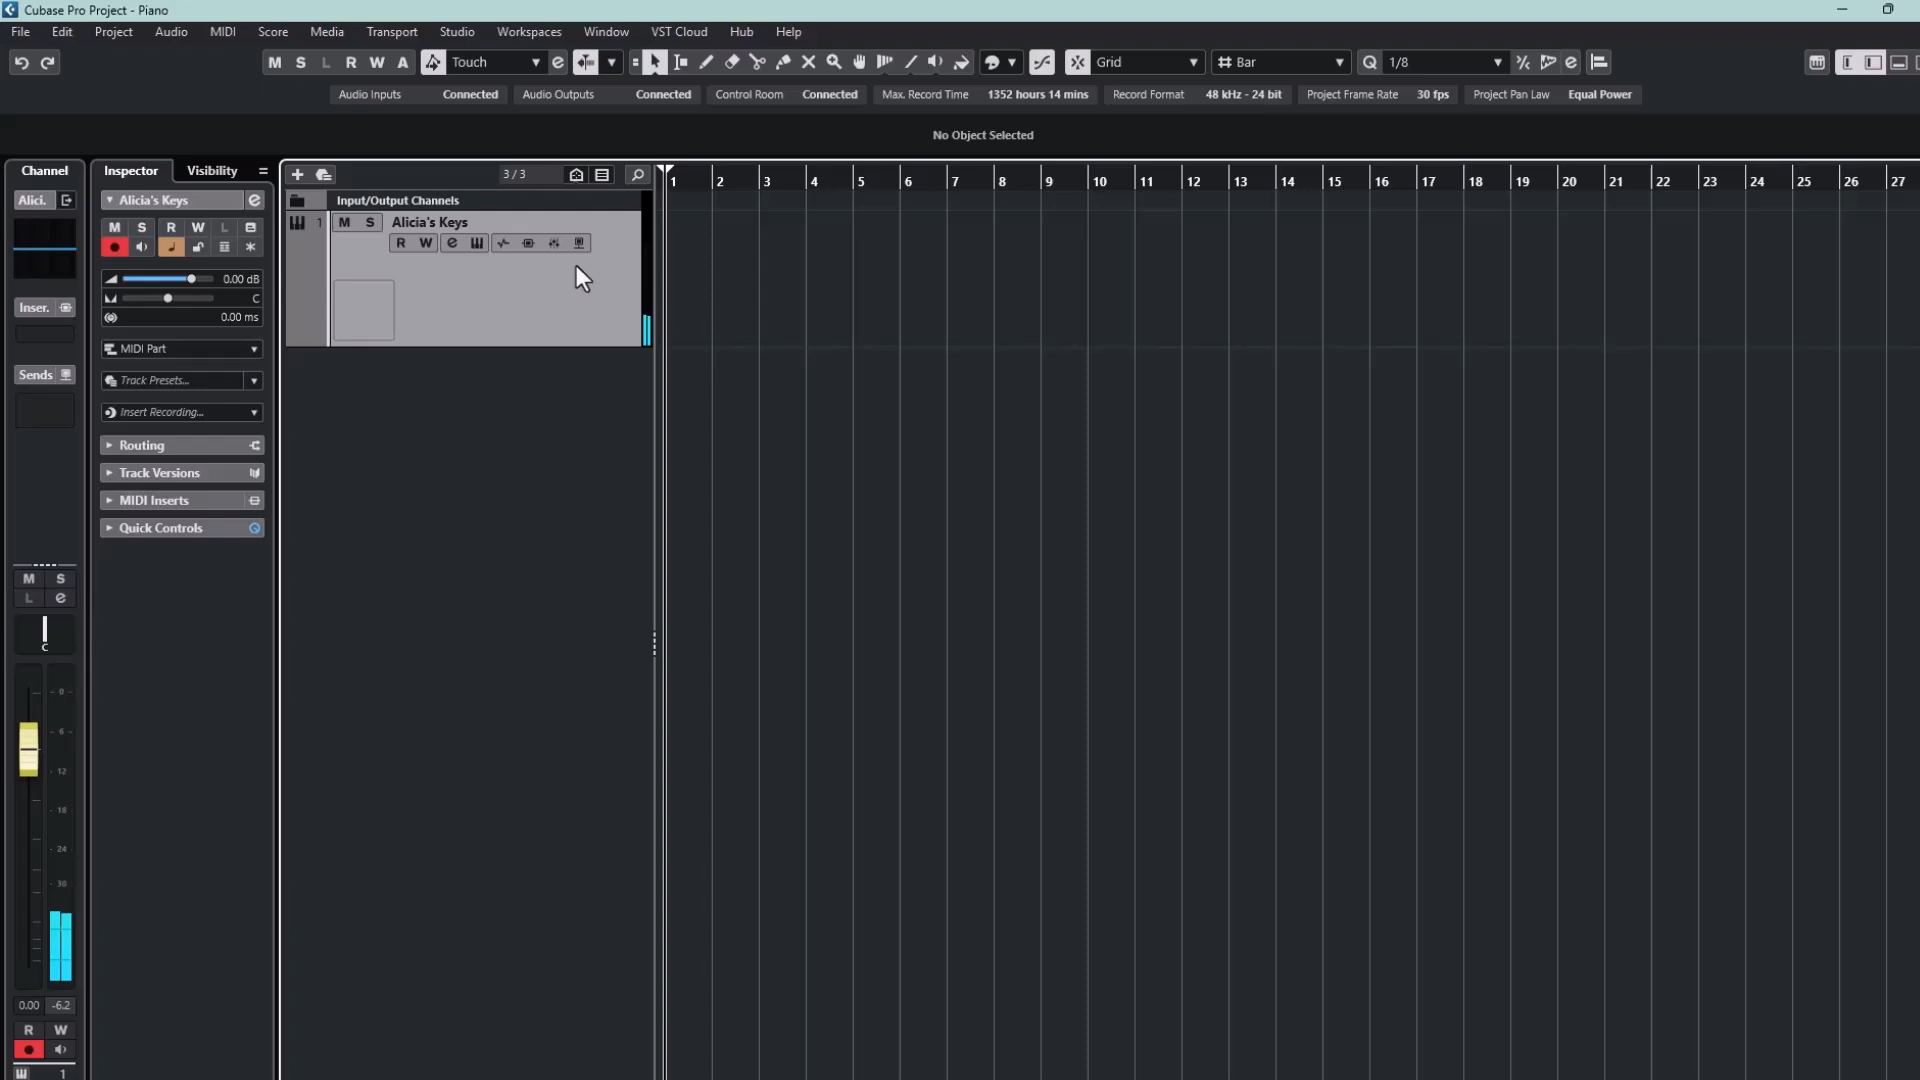 Cubase Pro Project - Piano
File Edit Project Audio MIDI Score Media Transport Studio Workspaces Window VST Cloud Hub Help
M S L R W A Touch e Grid Bar Q 1/8 e
Audio Inputs Connected Audio Outputs Connected Control Room Connected Max. Record Time 1352 hours 14 mins Record Format 48 kHz - 24 bit Project Frame Rate 30 fps Project Pan Law Equal Power
No Object Selected
Channel Inspector Visibility 3 / 3 1 2 3 4 5 6 7 8 9 10 11 12 13 14 15 16 17 18 19 20 21 22 23 24 25 26 27
Alici. Alicia's Keys e Input/Output Channels
1 M S Alicia's Keys
M S R W L
R W e
0.00 dB
C
Inser. 0.00 ms
MIDI Part
Sends Track Presets...
Insert Recording...
Routing
Track Versions
MIDI Inserts
Quick Controls
M S
L e
C
0
6
12
18
24
30
0.00 -6.2
R W
1